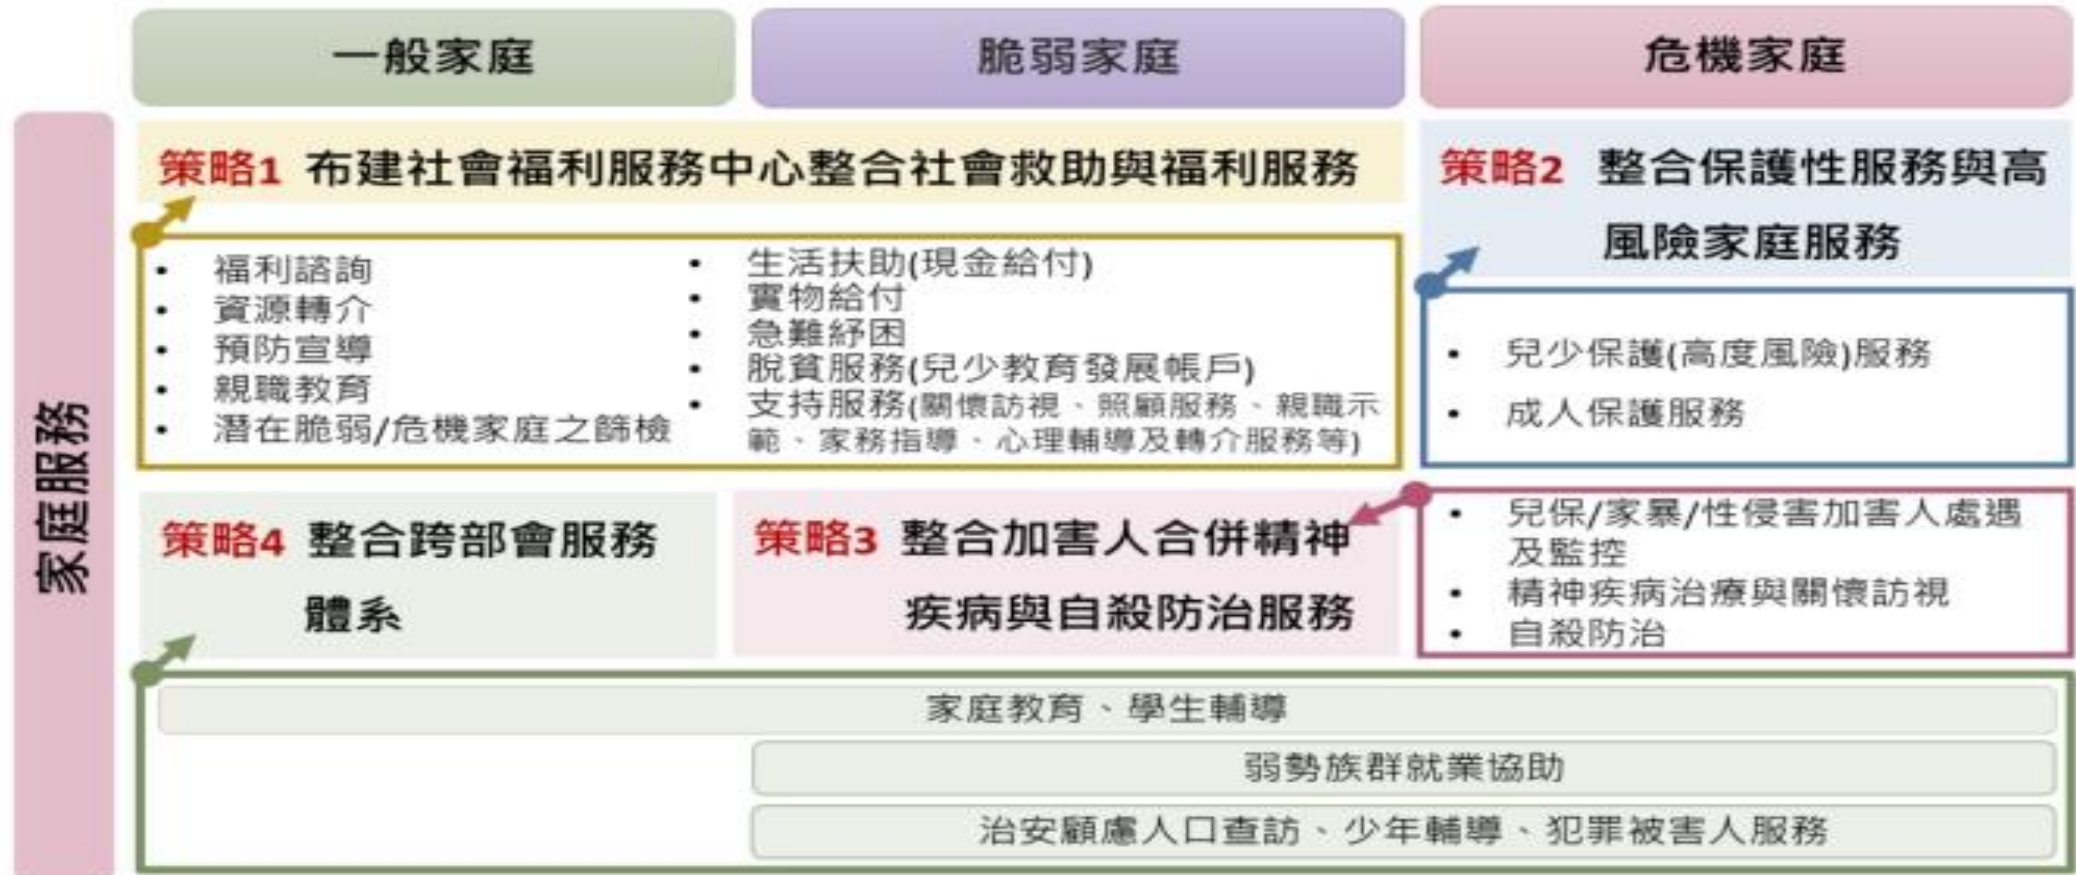 一般家庭
脆弱家庭
危機家庭
家庭服務
策略1 布建社會福利服務中心整合社會救助與福利服務
• 福利諮詢
• 資源轉介
• 預防宣導
• 親職教育
• 潛在脆弱/危機家庭之篩檢
• 生活扶助(現金給付)
• 實物給付
• 急難紓困
• 脫貧服務(兒少教育發展帳戶)
• 支持服務(關懷訪視、照顧服務、親職示
範、家務指導、心理輔導及轉介服務等)
策略2 整合保護性服務與高
風險家庭服務
• 兒少保護(高度風險)服務
• 成人保護服務
策略4 整合跨部會服務
體系
策略3 整合加害人合併精神
疾病與自殺防治服務
• 兒保/家暴/性侵害加害人處遇
及監控
• 精神疾病治療與關懷訪視
• 自殺防治
家庭教育、學生輔導
弱勢族群就業協助
治安顧慮人口查訪、少年輔導、犯罪被害人服務